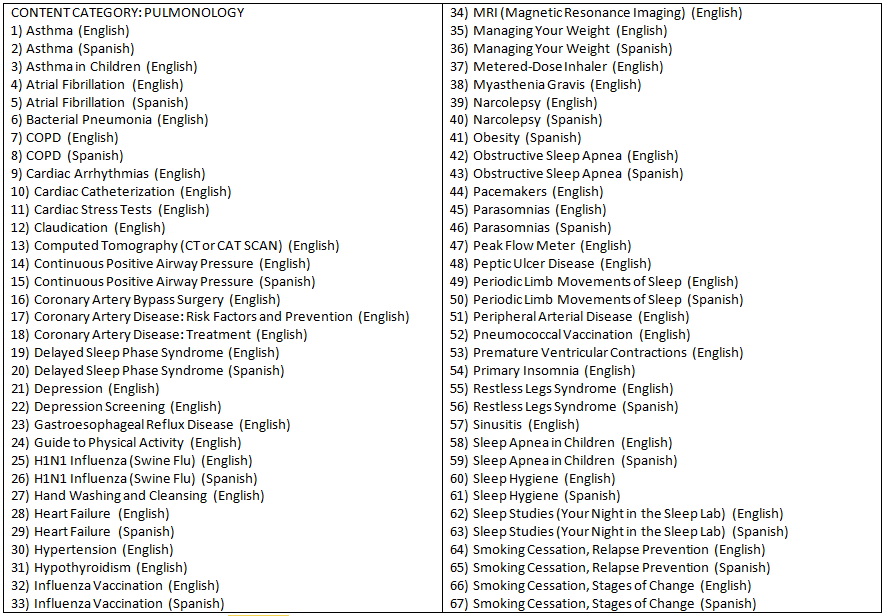 CONTENT CATEGORY: PULMONOLOGY
1) Asthma (English)
2) Asthma (Spanish)
3) Asthma in Children (English)
4) Atrial Fibrillation (English)
5) Atrial Fibrillation (Spanish)
6) Bacterial Pneumonia (English)
7) COPD (English)
8) COPD (Spanish)
9) Cardiac Arrhythmias (English)
10) Cardiac Catheterization (English)
11) Cardiac Stress Tests (English)
12) Claudication (English)
13) Computed Tomography (CT or CAT SCAN) (English)
14) Continuous Positive Airway Pressure (English)
15) Continuous Positive Airway Pressure (Spanish)
16) Coronary Artery Bypass Surgery (English)
17) Coronary Artery Disease: Risk Factors and Prevention (English)
18) Coronary Artery Disease: Treatment (English)
19) Delayed Sleep Phase Syndrome (English)
20) Delayed Sleep Phase Syndrome (Spanish)
21) Depression (English)
22) Depression Screening (English)
23) Gastroesophageal Reflux Disease (English)
24) Guide to Physical Activity (English)
25) H1N1 Influenza (Swine Flu) (English)
26) H1N1 Influenza (Swine Flu) (Spanish)
27) Hand Washing and Cleansing (English)
28) Heart Failure (English)
29) Heart Failure (Spanish)
30) Hypertension (English)
31) Hypothyroidism (English)
32) Influenza Vaccination (English)
33) Influenza Vaccination (Spanish)
34) MRI (Magnetic Resonance Imaging) (English)
35) Managing Your Weight (English)
36) Managing Your Weight (Spanish)
37) Metered-Dose Inhaler (English)
38) Myasthenia Gravis (English)
39) Narcolepsy (English)
40) Narcolepsy (Spanish)
41) Obesity (Spanish)
42) Obstructive Sleep Apnea (English)
43) Obstructive Sleep Apnea (Spanish)
44) Pacemakers (English)
45) Parasomnias (English)
46) Parasomnias (Spanish)
47) Peak Flow Meter (English)
48) Peptic Ulcer Disease (English)
49) Periodic Limb Movements of Sleep (English)
50) Periodic Limb Movements of Sleep (Spanish)
51) Peripheral Arterial Disease (English)
52) Pneumococcal Vaccination (English)
53) Premature Ventricular Contractions (English)
54) Primary Insomnia (English)
55) Restless Legs Syndrome (English)
56) Restless Legs Syndrome (Spanish)
57) Sinusitis (English)
58) Sleep Apnea in Children (English)
59) Sleep Apnea in Children (Spanish)
60) Sleep Hygiene (English)
61) Sleep Hygiene (Spanish)
62) Sleep Studies (Your Night in the Sleep Lab) (English)
63) Sleep Studies (Your Night in the Sleep Lab) (Spanish)
64) Smoking Cessation, Relapse Prevention (English)
65) Smoking Cessation, Relapse Prevention (Spanish)
66) Smoking Cessation, Stages of Change (English)
67) Smoking Cessation, Stages of Change (Spanish)